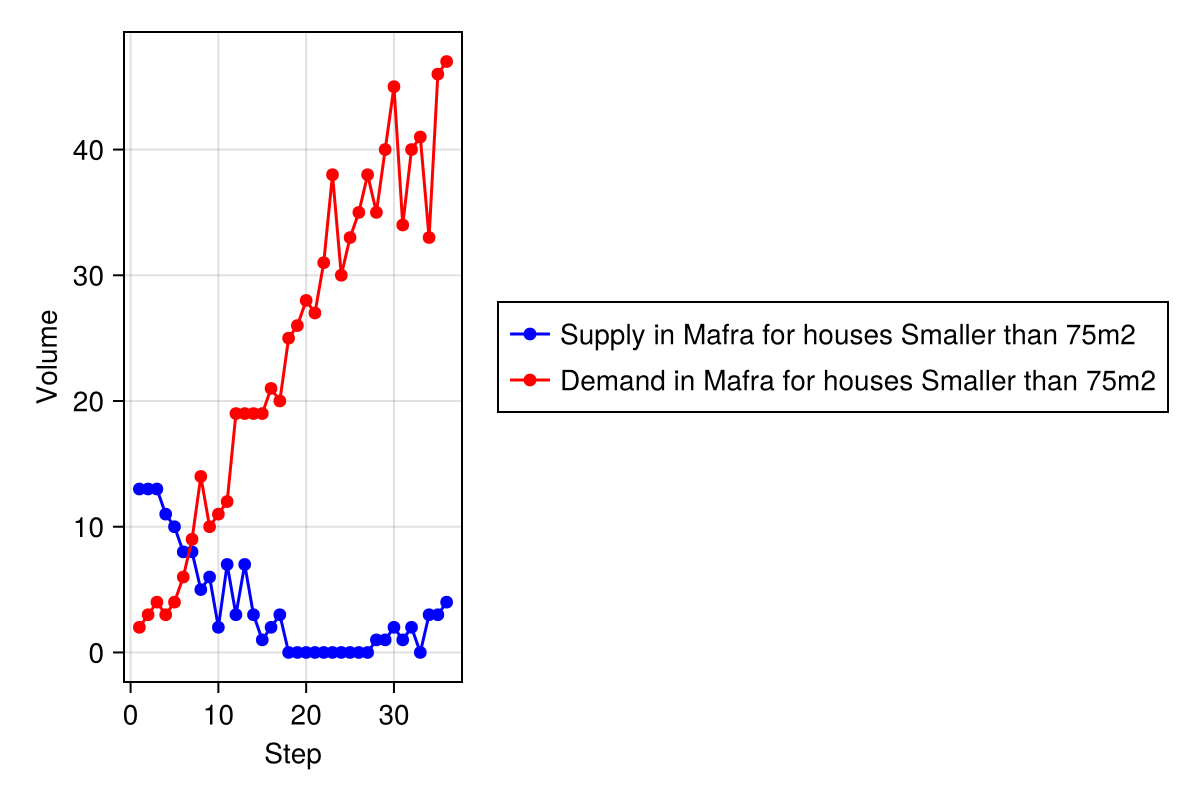 Volume
40
30
20
10
0
0 10 20 30
Step
Supply in Mafra for houses Smaller than 75m2
Demand in Mafra for houses Smaller than 75m2